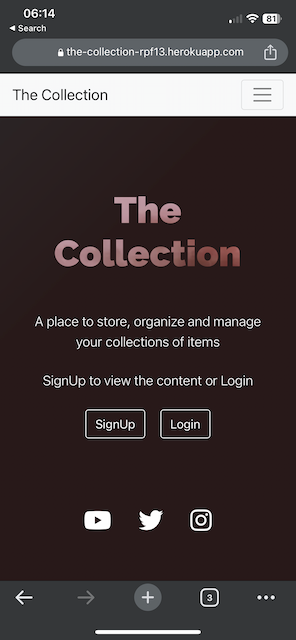 06:14
81
Search
the-collection-rpf13.herokuapp.com
The Collection
The
Collection
A place to store, organize and manage
your collections of items
SignUp to view the content or Login
SignUp Login
3